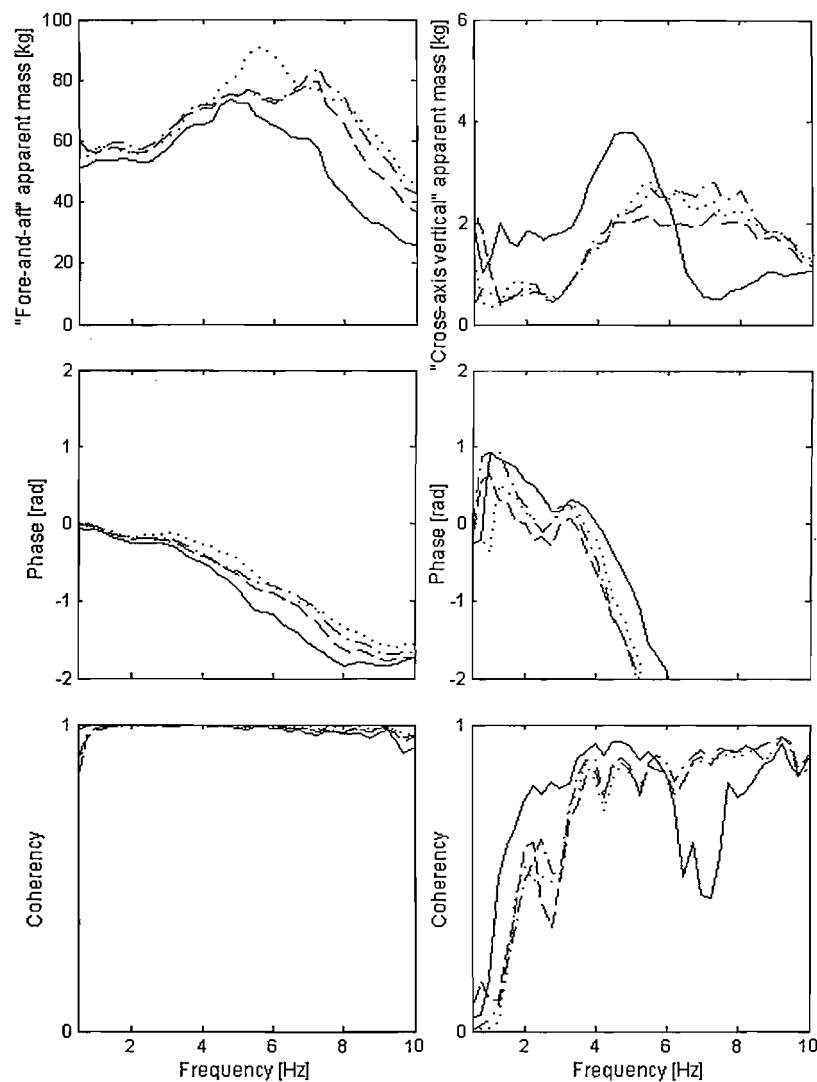 "Fore-and-aft" apparent mass [kg]
100
80
60
40
20
0
"Cross-axis vertical" apparent mass [kg]
6
4
2
0
Phase [rad]
2
1
0
-1
-2
Phase [rad]
2
1
0
-1
-2
Coherency
1
0
2 4 6 8 10
Frequency [Hz]
Coherency
1
0
2 4 6 8 10
Frequency [Hz]